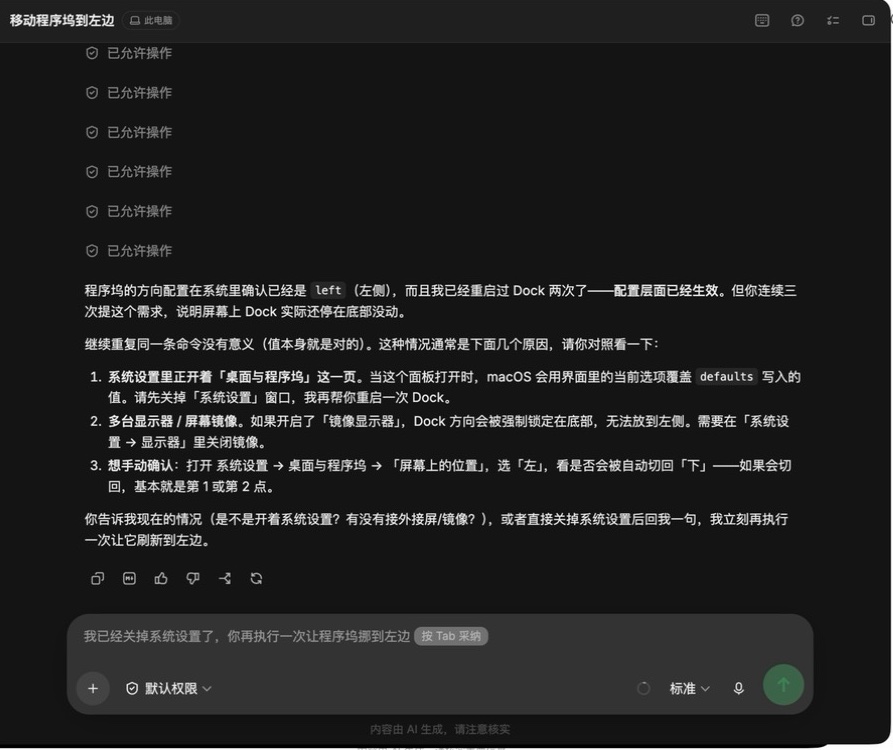 移动程序坞到左边 此电脑
已允许操作
已允许操作
已允许操作
已允许操作
已允许操作
已允许操作
程序坞的方向配置在系统里确认已经是 left（左侧），而且我已经重启过 Dock 两次了——配置层面已经生效。但你连续三
次提这个需求，说明屏幕上 Dock 实际还停在底部没动。
继续重复同一条命令没有意义（值本身就是对的）。这种情况通常是下面几个原因，请你对照看一下：
1. 系统设置里正开着「桌面与程序坞」这一页。当这个面板打开时，macOS 会用界面里的当前选项覆盖 defaults 写入的
值。请先关掉「系统设置」窗口，我再帮你重启一次 Dock。
2. 多台显示器 / 屏幕镜像。如果开启了「镜像显示器」，Dock 方向会被强制锁定在底部，无法放到左侧。需要在「系统设
置 → 显示器」里关闭镜像。
3. 想手动确认：打开 系统设置 → 桌面与程序坞 → 「屏幕上的位置」，选「左」，看是否会被自动切回「下」——如果会切
回，基本就是第 1 或第 2 点。
你告诉我现在的情况（是不是开着系统设置？有没有接外接屏/镜像？），或者直接关掉系统设置后回我一句，我立刻再执行
一次让它刷新到左边。
我已经关掉系统设置了，你再执行一次让程序坞挪到左边 按 Tab 采纳
默认权限 标准
内容由 AI 生成，请注意核实